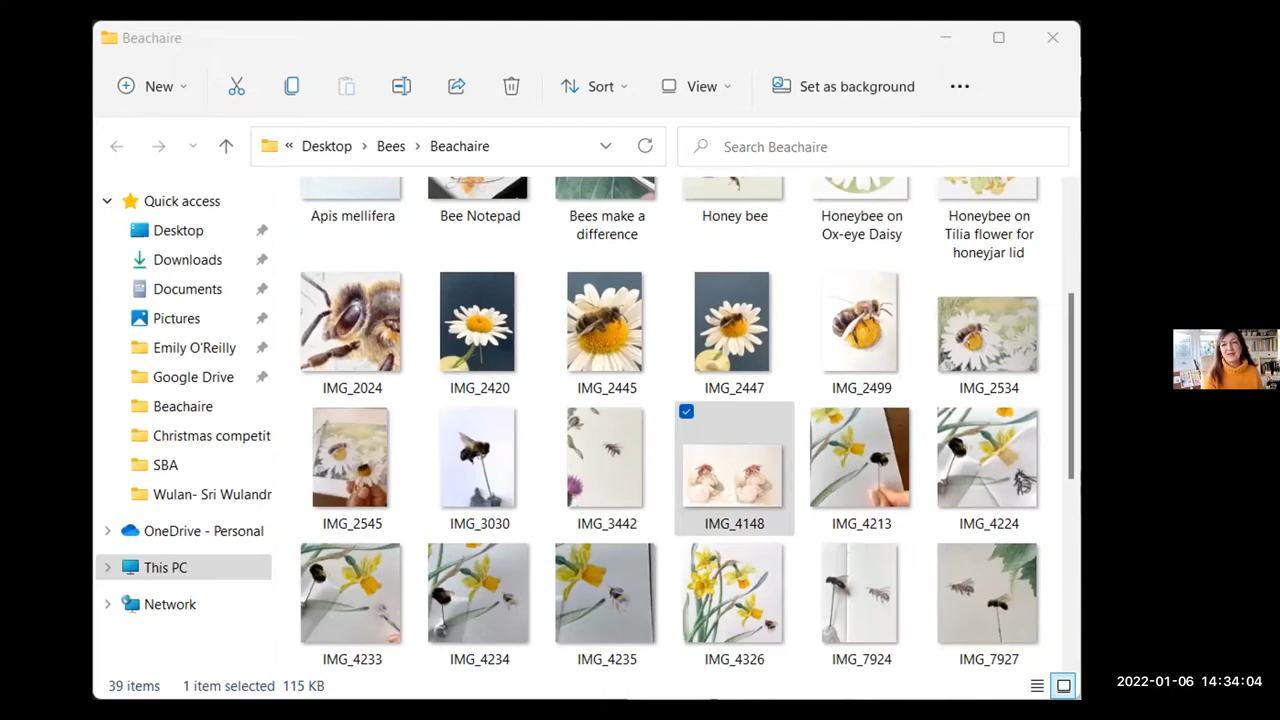 Beachaire
New
Sort
View
Set as background
Desktop
Bees
Beachaire
Search Beachaire
Quick access
Desktop
Downloads
Documents
Pictures
Emily O'Reilly
Google Drive
Beachaire
Christmas competit
SBA
Wulan- Sri Wulandr
OneDrive - Personal
This PC
Network
Apis mellifera
Bee Notepad
Bees make a
difference
Honey bee
Honeybee on
Ox-eye Daisy
Honeybee on
Tilia flower for
honeyjar lid
IMG_2024
IMG_2420
IMG_2445
IMG_2447
IMG_2499
IMG_2534
IMG_2545
IMG_3030
IMG_3442
IMG_4148
IMG_4213
IMG_4224
IMG_4233
IMG_4234
IMG_4235
IMG_4326
IMG_7924
IMG_7927
39 items 1 item selected 115 KB
2022-01-06 14:34:04